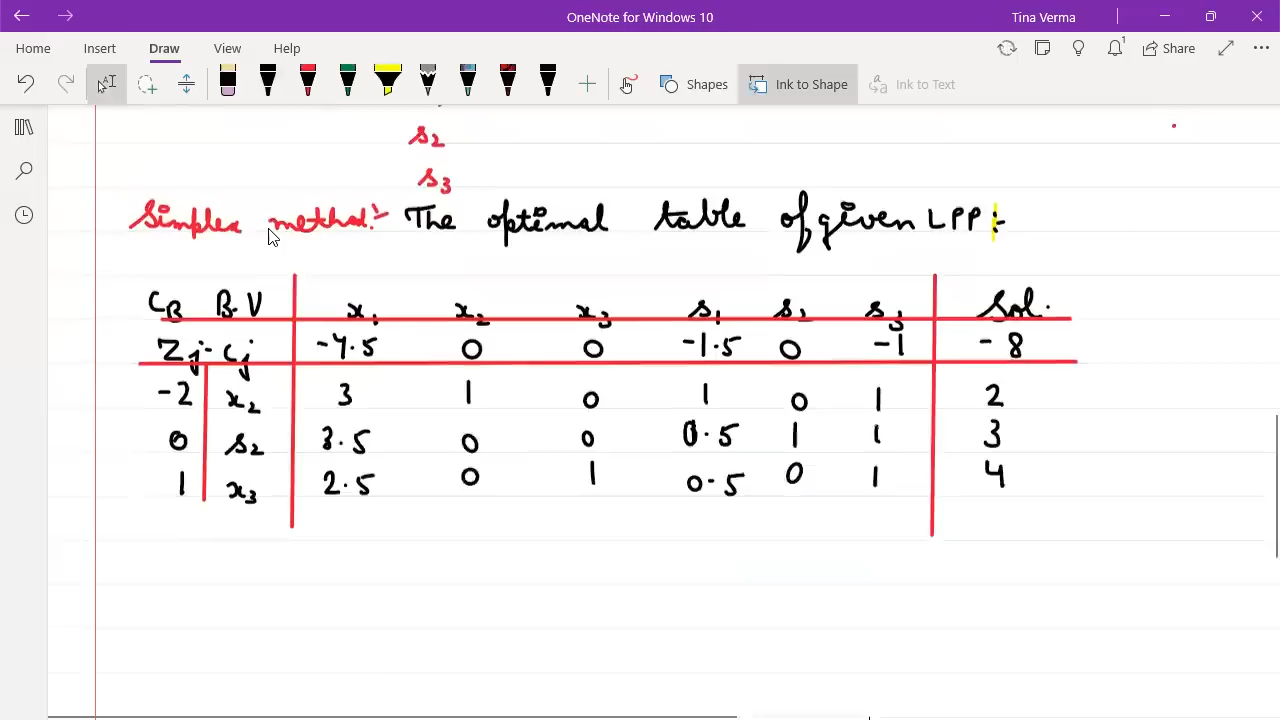 OneNote for Windows 10
Tina Verma
Home Insert Draw View Help
1 Share
Shapes Ink to Shape Ink to Text
s2
s3
Simplex method:- The optimal table of given LPP:-
CB B.V x1 x2 x3 s1 s2 s3 Sol.
Zj-Cj -4.5 0 0 -1.5 0 -1 -8
-2 x2 3 1 0 1 0 1 2
0 s2 3.5 0 0 0.5 1 1 3
1 x3 2.5 0 1 0.5 0 1 4